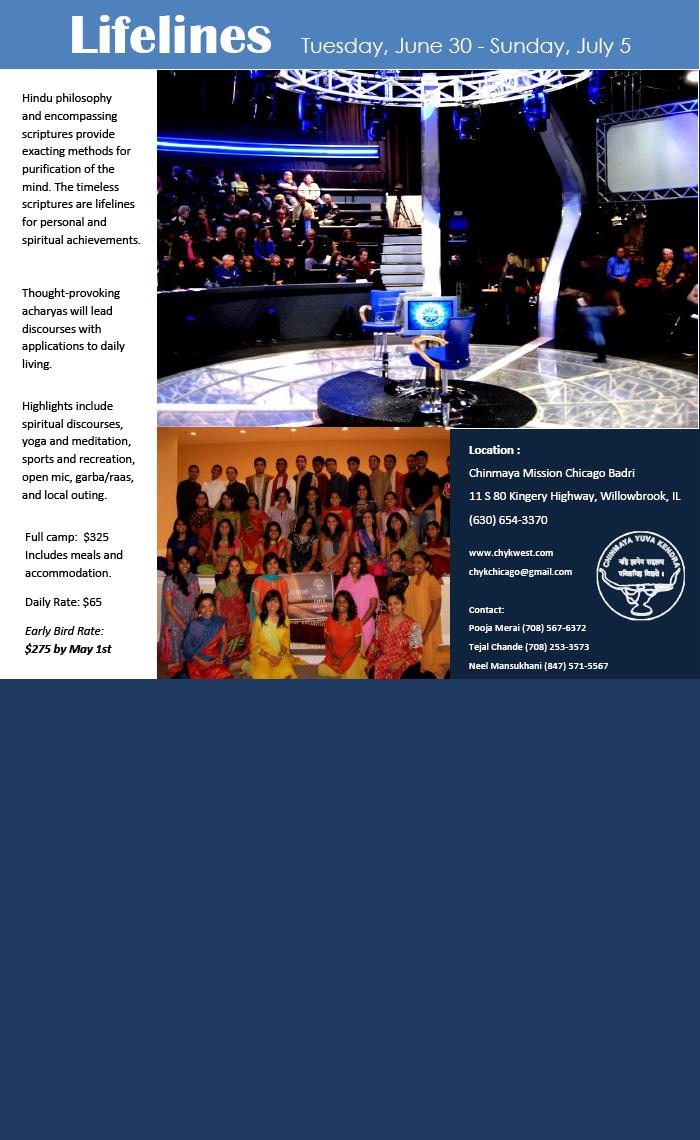 Lifelines
Tuesday, June 30 - Sunday, July 5
Hindu philosophy
and encompassing
scriptures provide
exacting methods for
purification of the
mind. The timeless
scriptures are lifelines
for personal and
spiritual achievements.
Thought-provoking
acharyas will lead
discourses with
applications to daily
living.
Highlights include
spiritual discourses,
yoga and meditation,
sports and recreation,
open mic, garba/raas,
and local outing.
Full camp:  $325
Includes meals and
accommodation.
Daily Rate: $65
Early Bird Rate:
$275 by May 1st
Location :
Chinmaya Mission Chicago Badri
11 S 80 Kingery Highway, Willowbrook, IL
(630) 654-3370
www.chykwest.com
chykchicago@gmail.com
CHINMAYA YUVA KENDRA
Contact:
Pooja Merai (708) 567-6372
Tejal Chande (708) 253-3573
Neel Mansukhani (847) 571-5567